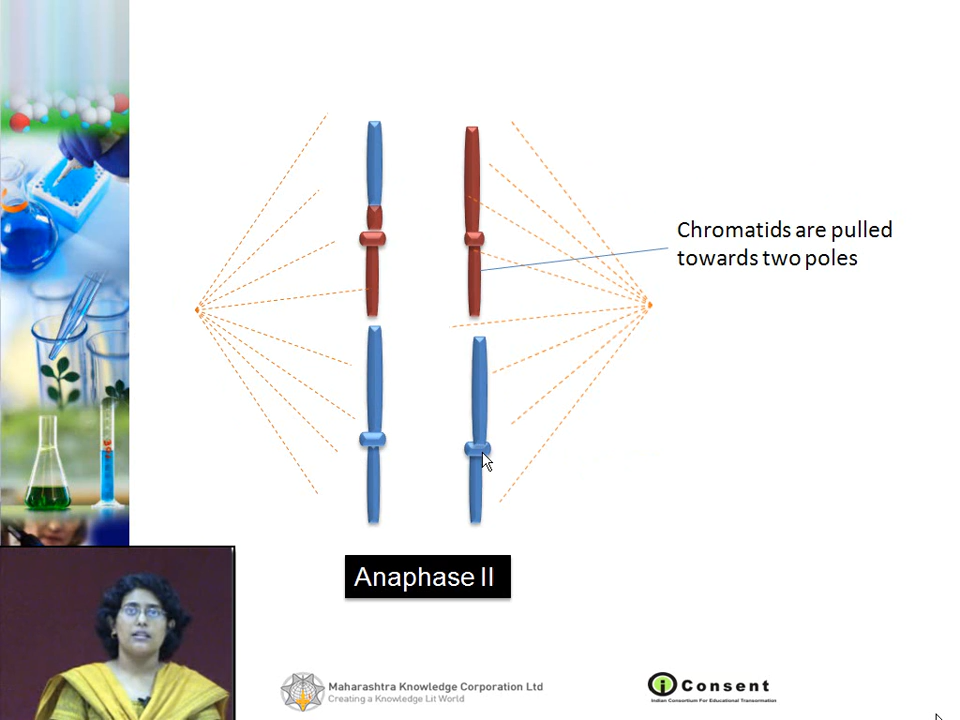 Chromatids are pulled
towards two poles
Anaphase II
Maharashtra Knowledge Corporation Ltd
Creating a Knowledge Lit World
i Consent
Indian Consortium For Educational Transformation